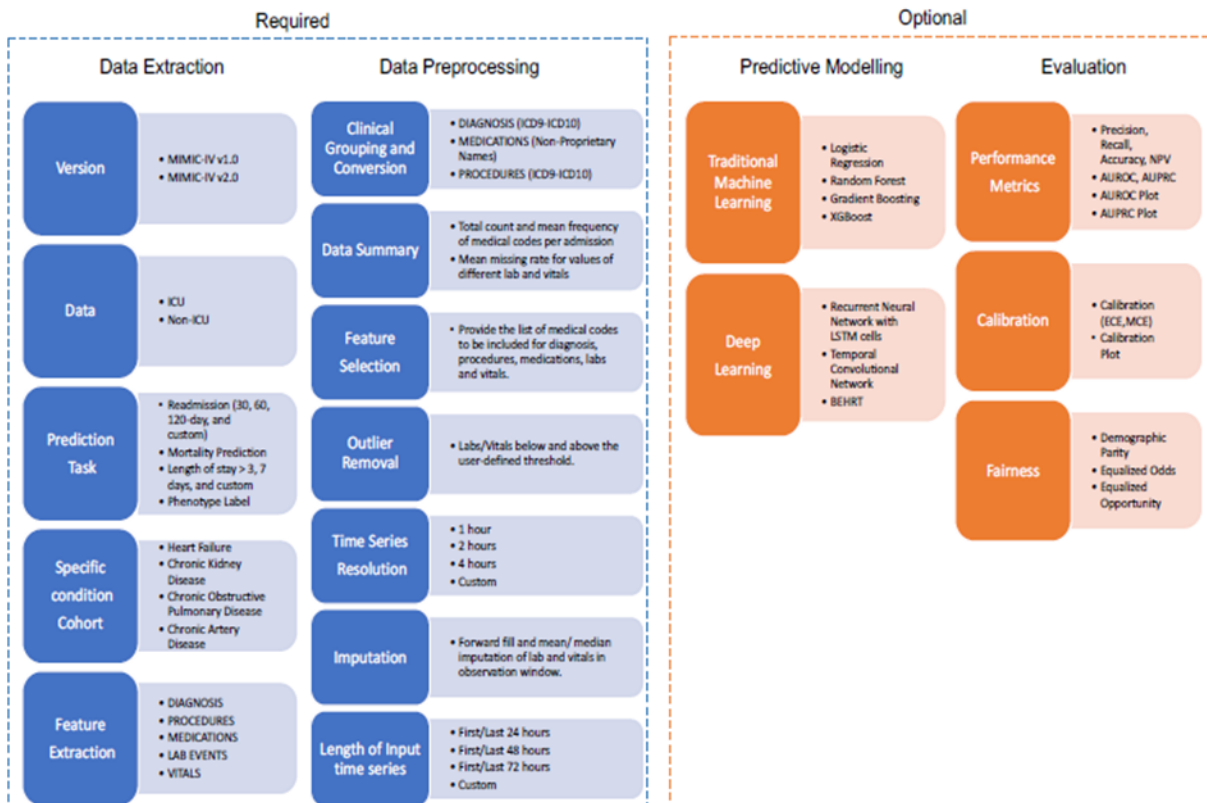 Required
Data Extraction
Version
• MIMIC-IV v1.0
• MIMIC-IV v2.0
Data
• ICU
• Non-ICU
Prediction
Task
• Readmission (30, 60,
120-day, and
custom)
• Mortality Prediction
• Length of stay > 3, 7
days, and custom
• Phenotype Label
Specific
condition
Cohort
• Heart Failure
• Chronic Kidney
Disease
• Chronic Obstructive
Pulmonary Disease
• Chronic Artery
Disease
Feature
Extraction
• DIAGNOSIS
• PROCEDURES
• MEDICATIONS
• LAB EVENTS
• VITALS
Data Preprocessing
Clinical
Grouping and
Conversion
• DIAGNOSIS (ICD9-ICD10)
• MEDICATIONS (Non-Proprietary
Names)
• PROCEDURES (ICD9-ICD10)
Data Summary
• Total count and mean frequency
of medical codes per admission
• Mean missing rate for values of
different lab and vitals
Feature
Selection
• Provide the list of medical codes
to be included for diagnosis,
procedures, medications, labs
and vitals.
Outlier
Removal
• Labs/Vitals below and above the
user-defined threshold.
Time Series
Resolution
• 1 hour
• 2 hours
• 4 hours
• Custom
Imputation
• Forward fill and mean/ median
imputation of lab and vitals in
observation window.
Length of Input
time series
• First/Last 24 hours
• First/Last 48 hours
• First/Last 72 hours
• Custom
Optional
Predictive Modelling
Traditional
Machine
Learning
• Logistic
Regression
• Random Forest
• Gradient Boosting
• XGBoost
Deep
Learning
• Recurrent Neural
Network with
LSTM cells
• Temporal
Convolutional
Network
• BEHRT
Evaluation
Performance
Metrics
• Precision,
Recall,
Accuracy, NPV
• AUROC, AUPRC
• AUROC Plot
• AUPRC Plot
Calibration
• Calibration
(ECE,MCE)
• Calibration
Plot
Fairness
• Demographic
Parity
• Equalized Odds
• Equalized
Opportunity